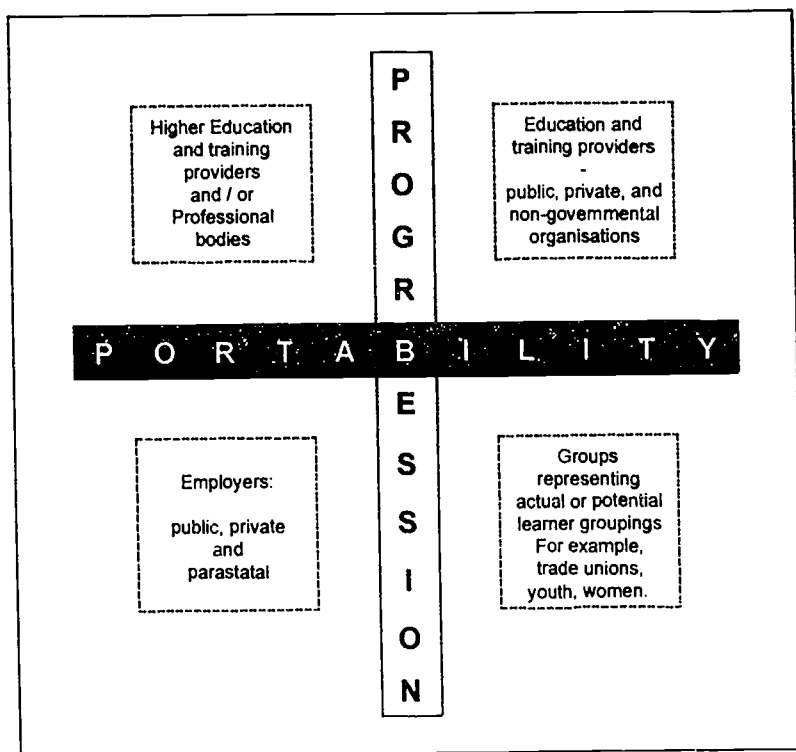 Higher Education
and training
providers
and / or
Professional
bodies
Education and
training providers
-
public, private, and
non-governmental
organisations
P R O G R E S S I O N
P O R T A B I L I T Y
Employers:
public, private
and
parastatal
Groups
representing
actual or potential
learner groupings
For example,
trade unions,
youth, women.